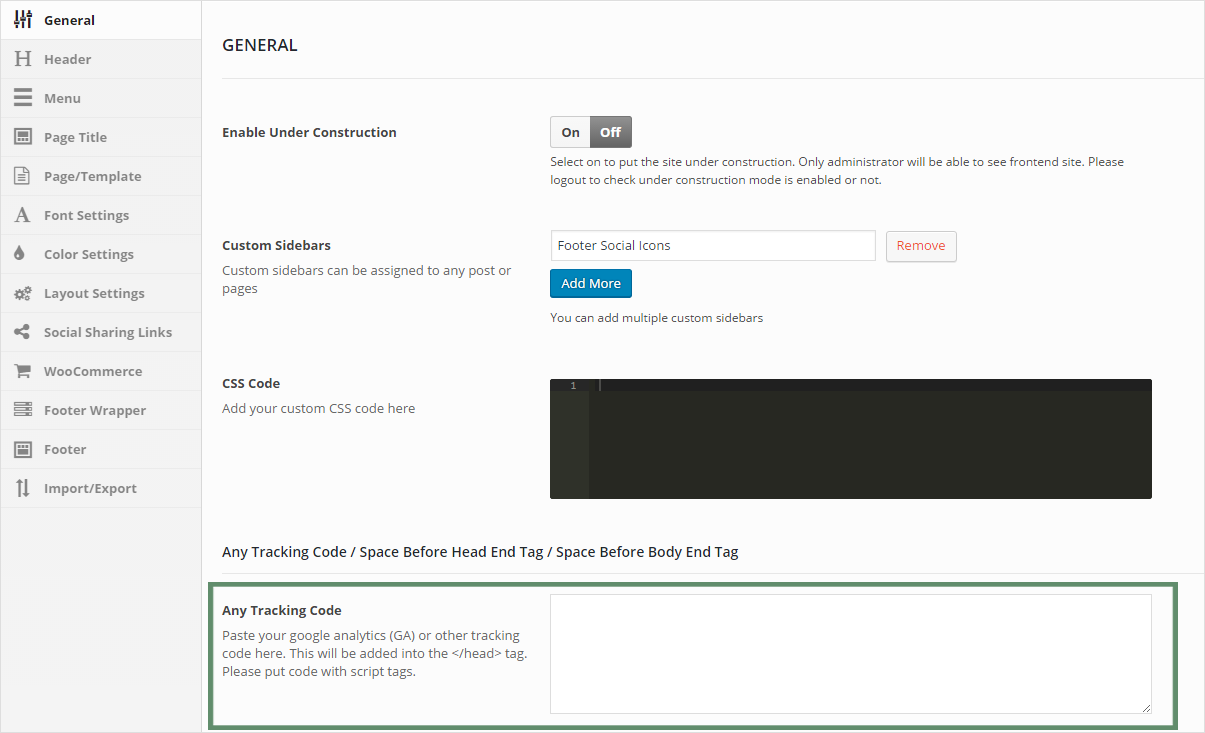 General
Header
Menu
Page Title
Page/Template
Font Settings
Color Settings
Layout Settings
Social Sharing Links
WooCommerce
Footer Wrapper
Footer
Import/Export
GENERAL
Enable Under Construction
On Off
Select on to put the site under construction. Only administrator will be able to see frontend site. Please
logout to check under construction mode is enabled or not.
Custom Sidebars
Custom sidebars can be assigned to any post or
pages
Footer Social Icons
Remove
Add More
You can add multiple custom sidebars
CSS Code
Add your custom CSS code here
1
Any Tracking Code / Space Before Head End Tag / Space Before Body End Tag
Any Tracking Code
Paste your google analytics (GA) or other tracking
code here. This will be added into the </head> tag.
Please put code with script tags.